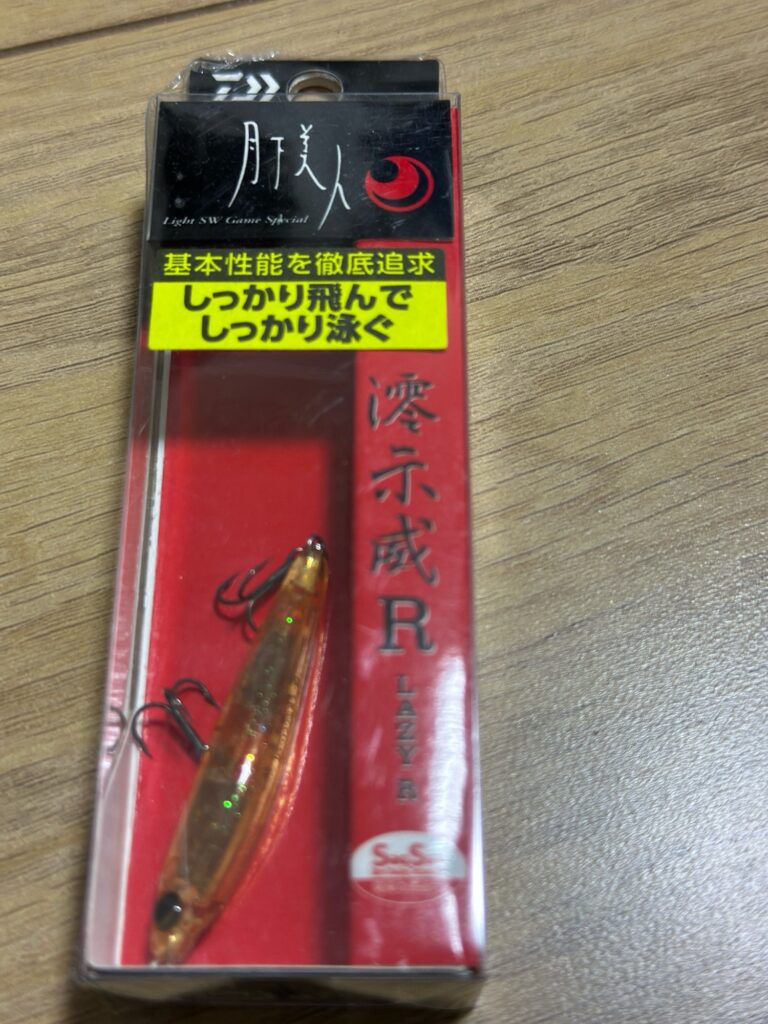 月下美人
Light SW Game Special
基本性能を徹底追求
しっかり飛んで
しっかり泳ぐ
澪示威R
LAZY R